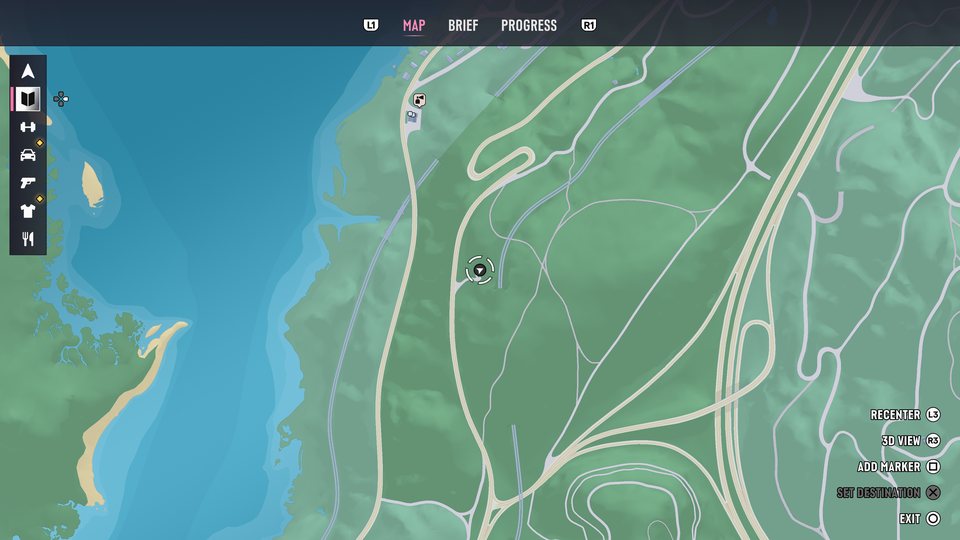 L1 MAP BRIEF PROGRESS R1
RECENTER L3
3D VIEW R3
ADD MARKER
SET DESTINATION
EXIT